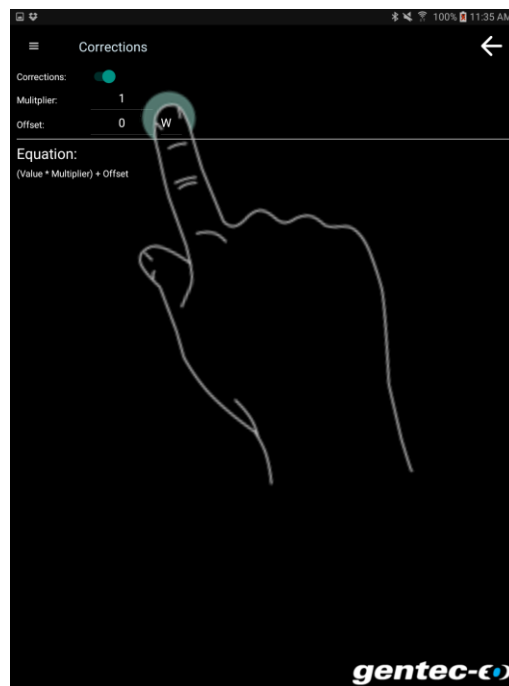 100% 11:35 AM
Corrections
Corrections:
Mulitplier: 1
Offset: 0 W
Equation:
(Value * Multiplier) + Offset
gentec-eo